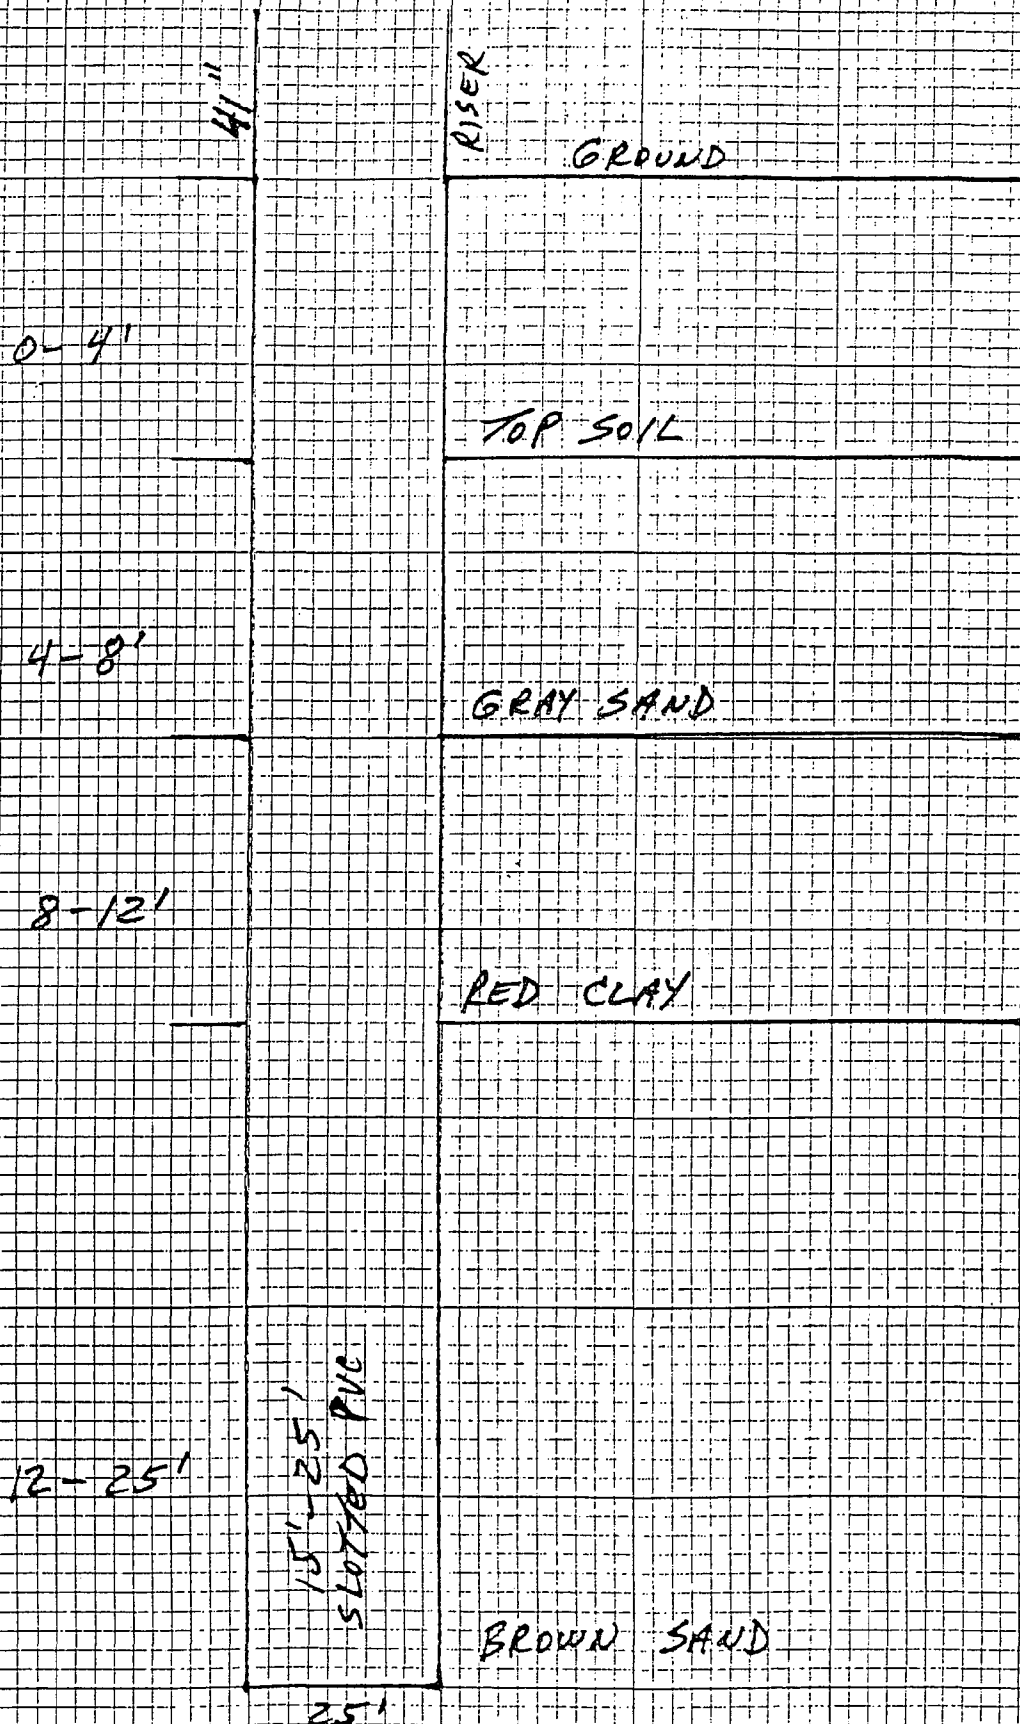 41"
RISER
GROUND
0-4'
TOP SOIL
4-8'
GRAY SAND
8-12'
RED CLAY
12-25'
15'-25'
SLOTTED PVC
BROWN SAND
25'